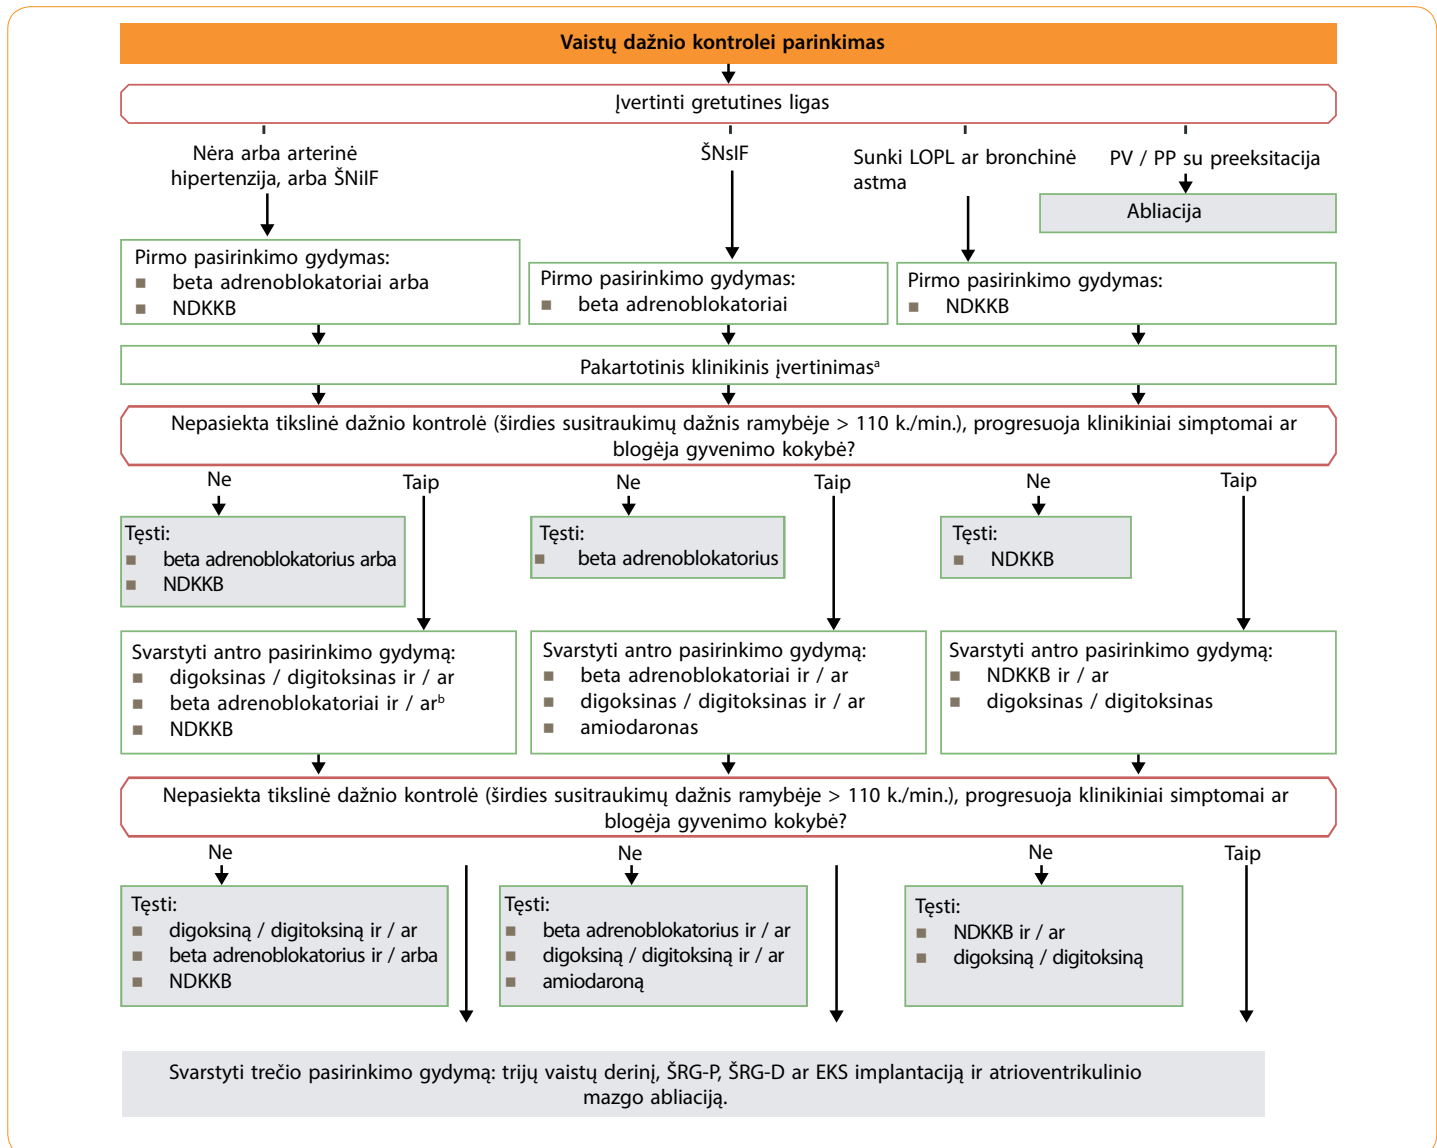 Vaistų dažnio kontrolei parinkimas
Įvertinti gretutines ligas
Nėra arba arterinė
hipertenzija, arba ŠNiIF
ŠNsIF
Sunki LOPL ar bronchinė
astma
PV / PP su preeksitacija
Abliacija
Pirmo pasirinkimo gydymas:
■ beta adrenoblokatoriai arba
■ NDKKB
Pirmo pasirinkimo gydymas:
■ beta adrenoblokatoriai
Pirmo pasirinkimo gydymas:
■ NDKKB
Pakartotinis klinikinis įvertinimasᵃ
Nepasiekta tikslinė dažnio kontrolė (širdies susitraukimų dažnis ramybėje > 110 k./min.), progresuoja klinikiniai simptomai ar
blogėja gyvenimo kokybė?
Ne
Taip
Ne
Taip
Ne
Taip
Tęsti:
■ beta adrenoblokatorius arba
■ NDKKB
Tęsti:
■ beta adrenoblokatorius
Tęsti:
■ NDKKB
Svarstyti antro pasirinkimo gydymą:
■ digoksinas / digitoksinas ir / ar
■ beta adrenoblokatoriai ir / arᵇ
■ NDKKB
Svarstyti antro pasirinkimo gydymą:
■ beta adrenoblokatoriai ir / ar
■ digoksinas / digitoksinas ir / ar
■ amiodaronas
Svarstyti antro pasirinkimo gydymą:
■ NDKKB ir / ar
■ digoksinas / digitoksinas
Nepasiekta tikslinė dažnio kontrolė (širdies susitraukimų dažnis ramybėje > 110 k./min.), progresuoja klinikiniai simptomai ar
blogėja gyvenimo kokybė?
Ne
Ne
Ne
Taip
Tęsti:
■ digoksiną / digitoksiną ir / ar
■ beta adrenoblokatorius ir / arba
■ NDKKB
Tęsti:
■ beta adrenoblokatorius ir / ar
■ digoksiną / digitoksiną ir / ar
■ amiodaroną
Tęsti:
■ NDKKB ir / ar
■ digoksiną / digitoksiną
Svarstyti trečio pasirinkimo gydymą: trijų vaistų derinį, ŠRG-P, ŠRG-D ar EKS implantaciją ir atrioventrikulinio
mazgo abliaciją.